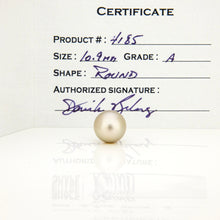 CERTIFICATE
PRODUCT #: 4185
SIZE: 10.9mm GRADE: A
SHAPE: ROUND
AUTHORIZED SIGNATURE: